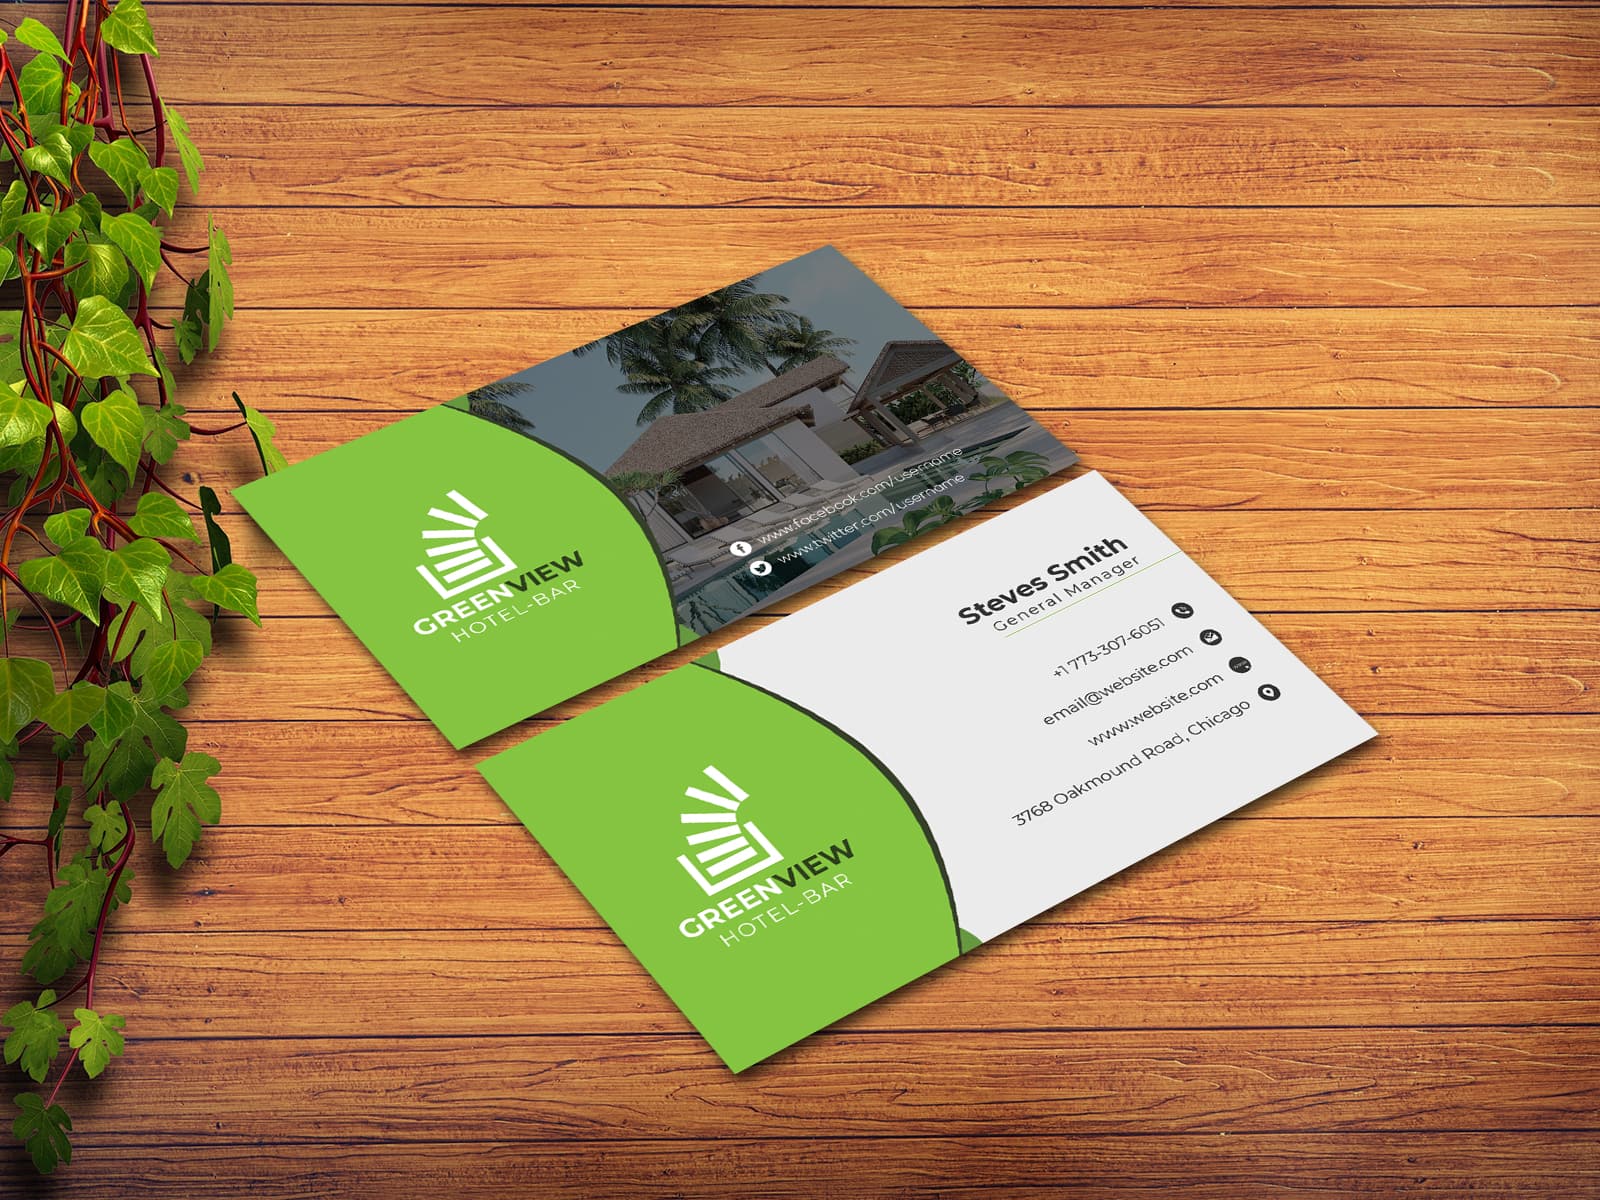 GREENVIEW
HOTEL-BAR
www.facebook.com/username
www.twitter.com/username
GREENVIEW
HOTEL-BAR
Steves Smith
General Manager
+1 773-307-6051
email@website.com
www.website.com
3768 Oakmound Road, Chicago